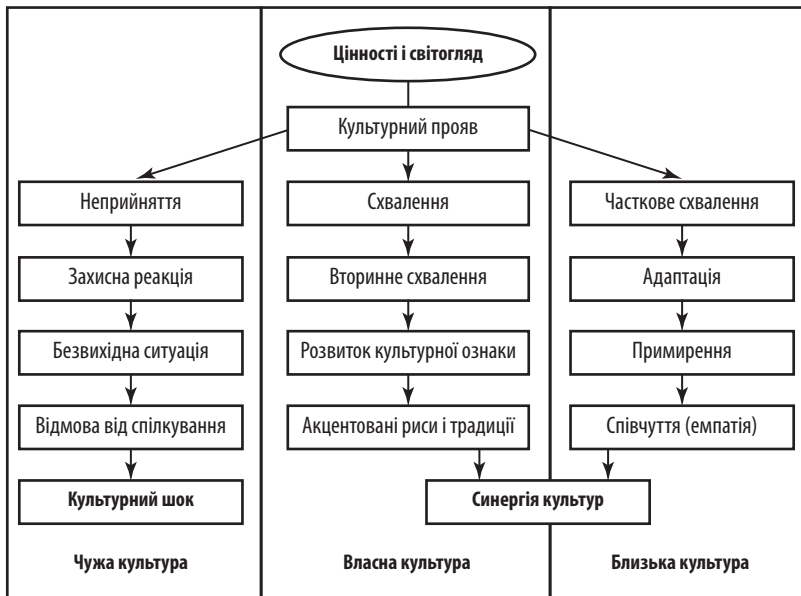 Цінності і світогляд
Культурний прояв
Неприйняття
Схвалення
Часткове схвалення
Захисна реакція
Вторинне схвалення
Адаптація
Безвихідна ситуація
Розвиток культурної ознаки
Примирення
Відмова від спілкування
Акцентовані риси і традиції
Співчуття (емпатія)
Культурний шок
Синергія культур
Чужа культура
Власна культура
Близька культура